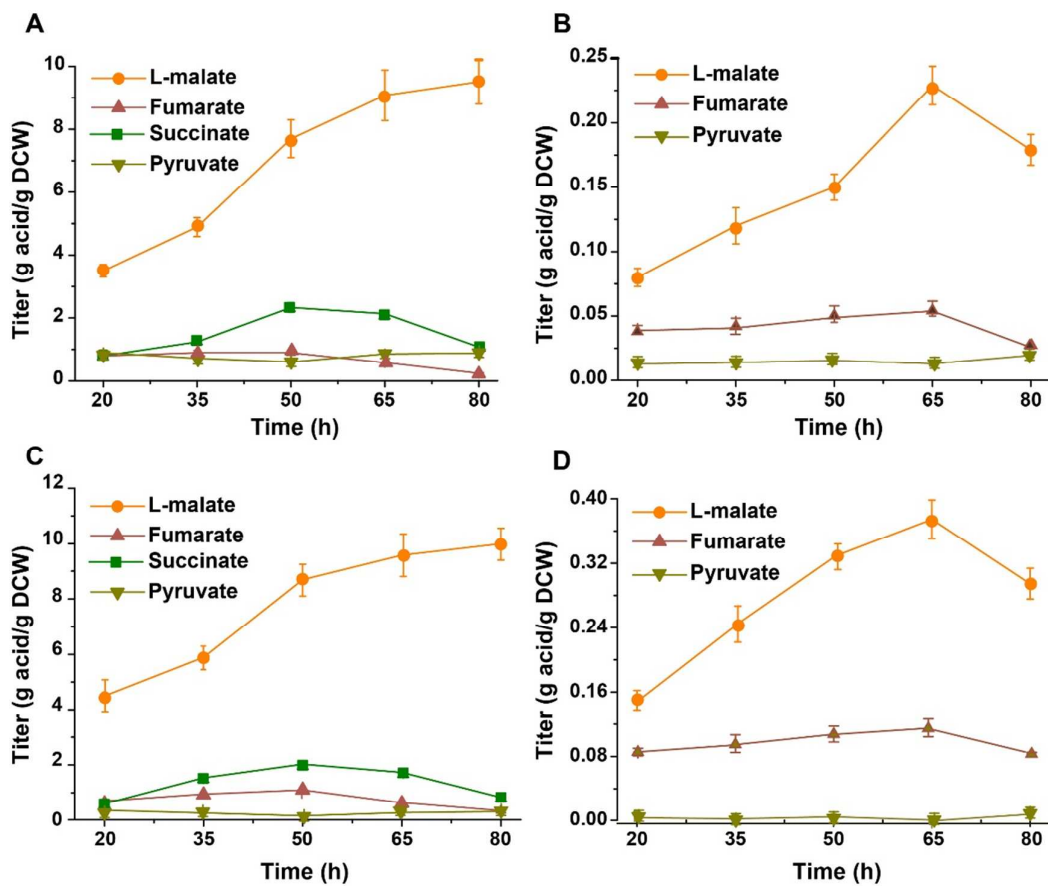 A
L-malate
Fumarate
Succinate
Pyruvate
10
8
6
4
2
0
20 35 50 65 80
Time (h)
Titer (g acid/g DCW)
B
L-malate
Fumarate
Pyruvate
0.25
0.20
0.15
0.10
0.05
0.00
20 35 50 65 80
Time (h)
Titer (g acid/g DCW)
C
L-malate
Fumarate
Succinate
Pyruvate
12
10
8
6
4
2
0
20 35 50 65 80
Time (h)
Titer (g acid/g DCW)
D
L-malate
Fumarate
Pyruvate
0.40
0.32
0.24
0.16
0.08
0.00
20 35 50 65 80
Time (h)
Titer (g acid/g DCW)